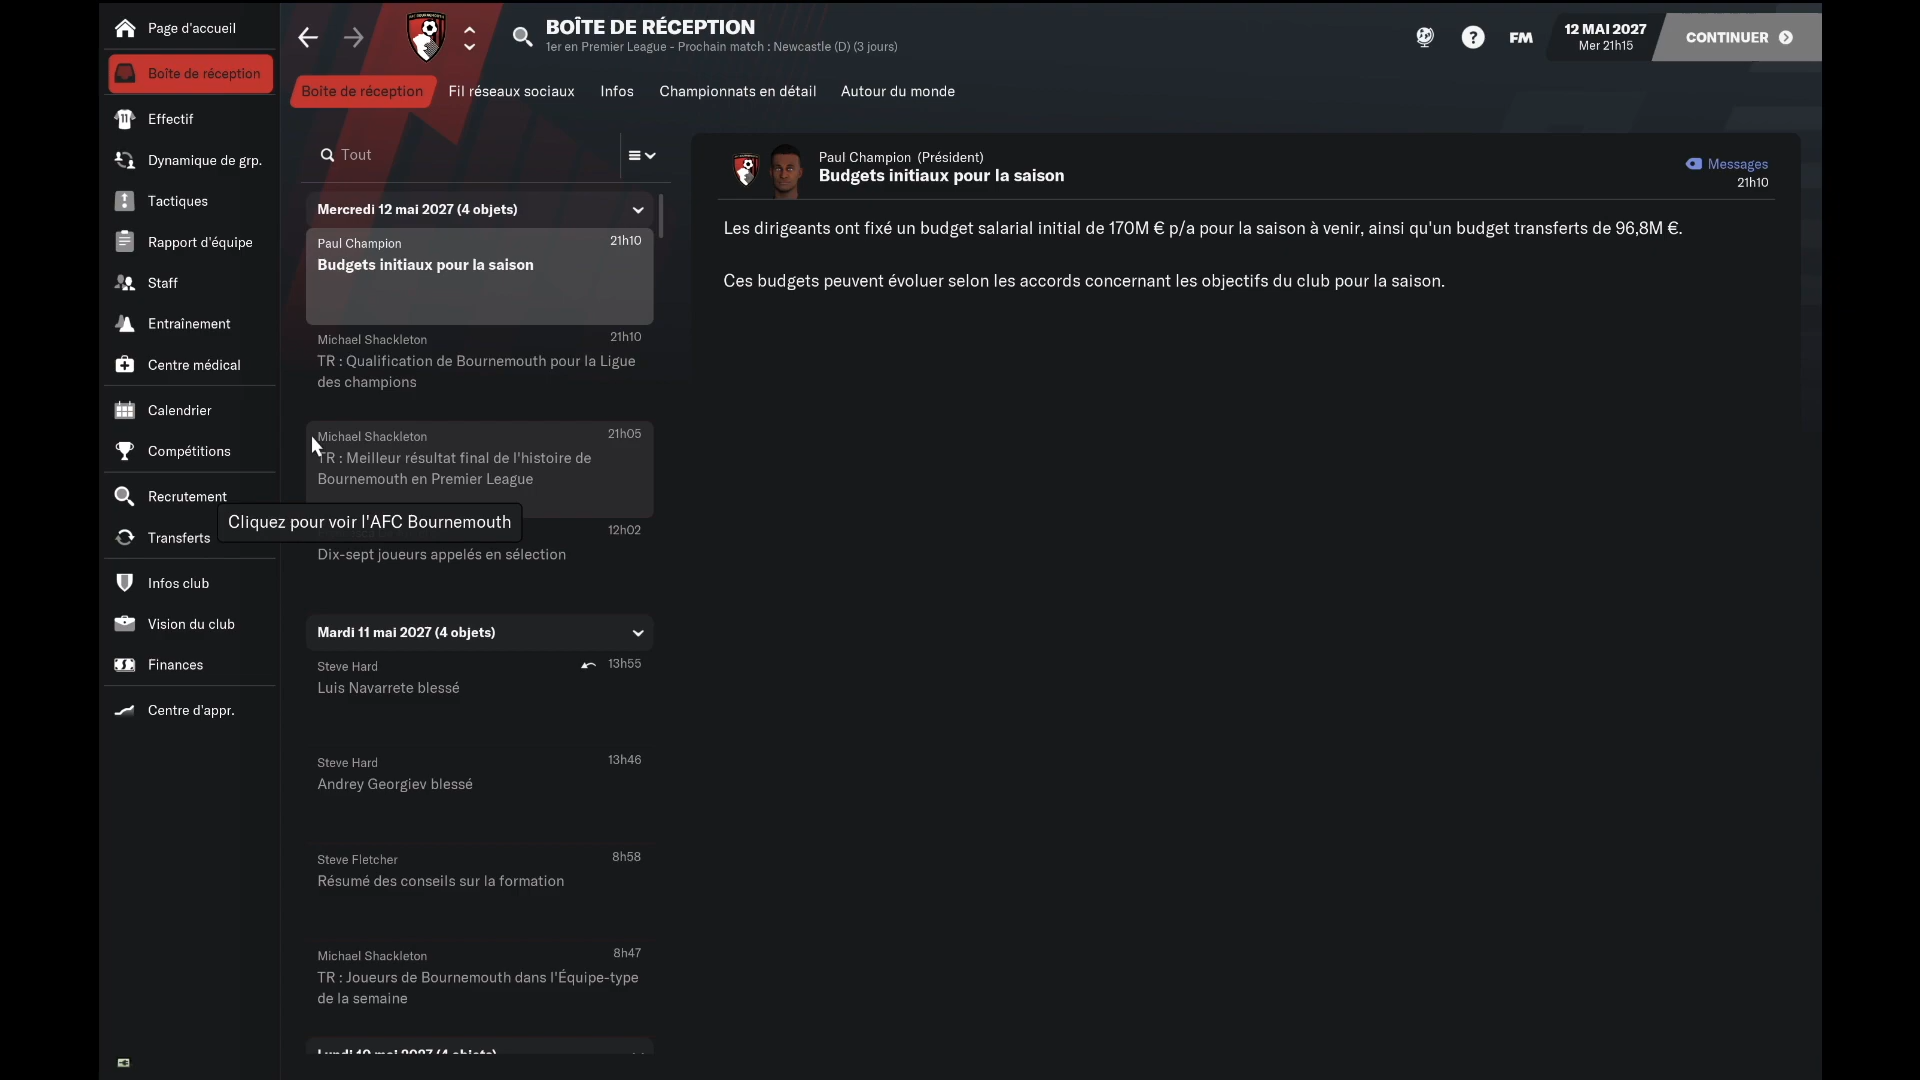 Page d'accueil
Boîte de réception
Effectif
Dynamique de grp.
Tactiques
Rapport d'équipe
Staff
Entraînement
Centre médical
Calendrier
Compétitions
Recrutement
Transferts
Infos club
Vision du club
Finances
Centre d'appr.
BOÎTE DE RÉCEPTION
1er en Premier League - Prochain match : Newcastle (D) (3 jours)
FM
12 MAI 2027
Mer 21h15
CONTINUER
Boîte de réception
Fil réseaux sociaux
Infos
Championnats en détail
Autour du monde
Tout
Mercredi 12 mai 2027 (4 objets)
Paul Champion
21h10
Budgets initiaux pour la saison
Michael Shackleton
21h10
TR : Qualification de Bournemouth pour la Ligue
des champions
Michael Shackleton
21h05
TR : Meilleur résultat final de l'histoire de
Bournemouth en Premier League
Cliquez pour voir l'AFC Bournemouth
12h02
Dix-sept joueurs appelés en sélection
Mardi 11 mai 2027 (4 objets)
Steve Hard
13h55
Luis Navarrete blessé
Steve Hard
13h46
Andrey Georgiev blessé
Steve Fletcher
8h58
Résumé des conseils sur la formation
Michael Shackleton
8h47
TR : Joueurs de Bournemouth dans l'Équipe-type
de la semaine
Lundi 10 mai 2027 (4 objets)
Paul Champion (Président)
Budgets initiaux pour la saison
Messages
21h10
Les dirigeants ont fixé un budget salarial initial de 170M € p/a pour la saison à venir, ainsi qu'un budget transferts de 96,8M €.
Ces budgets peuvent évoluer selon les accords concernant les objectifs du club pour la saison.